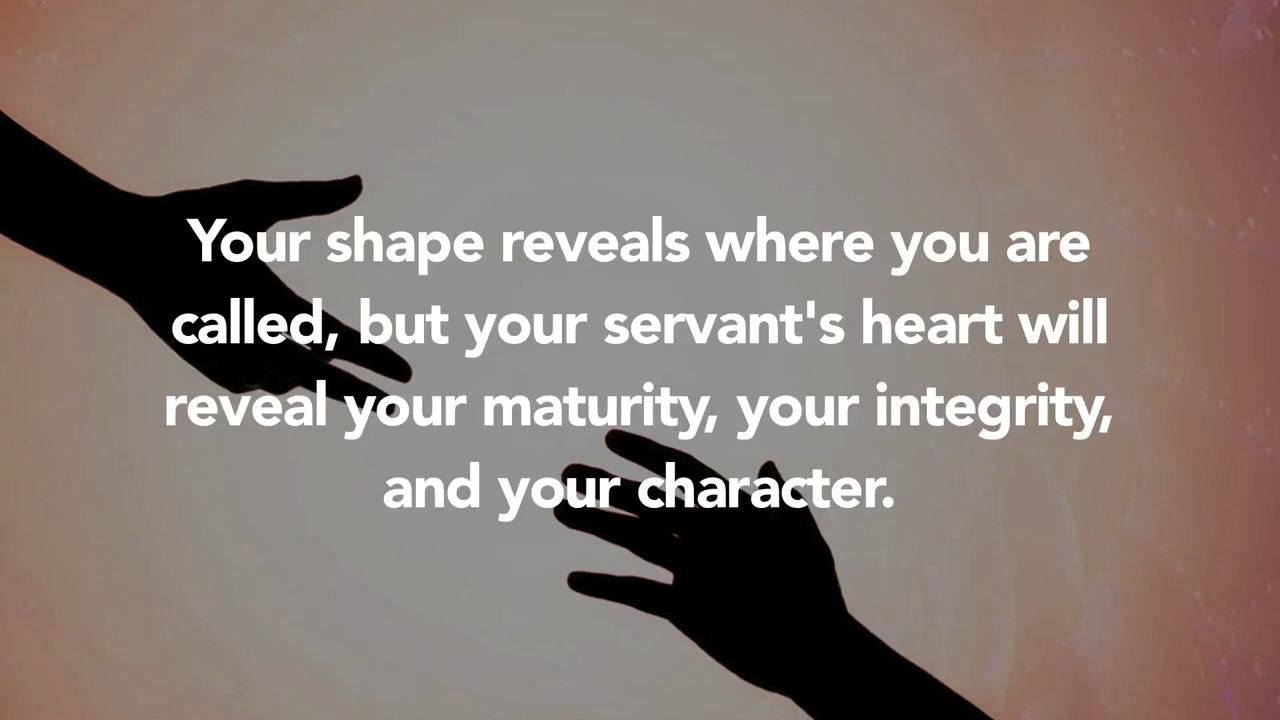 Your shape reveals where you are
called, but your servant's heart will
reveal your maturity, your integrity,
and your character.